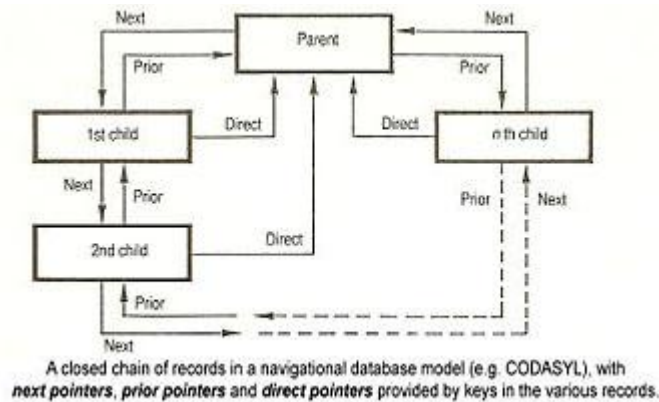 Next
Parent
Next
Prior
Prior
1st child
Direct
Direct
nth child
Next
Prior
Prior
Next
2nd child
Direct
Prior
Next
A closed chain of records in a navigational database model (e.g. CODASYL), with
next pointers, prior pointers and direct pointers provided by keys in the various records.